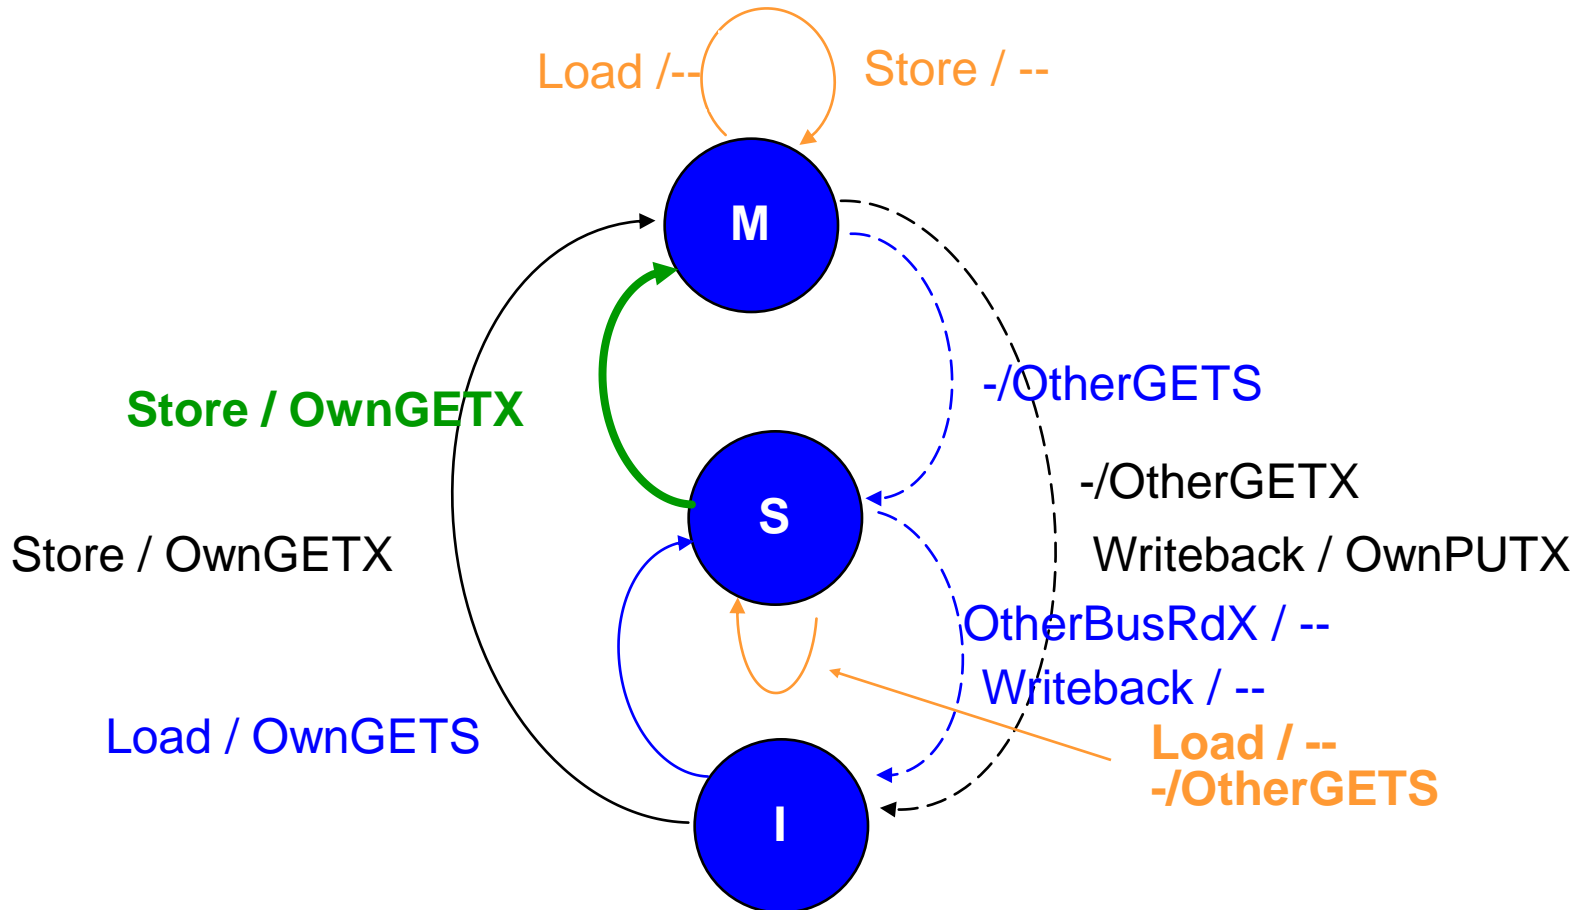 Load /--
Store / --
M
-/OtherGETS
Store / OwnGETX
-/OtherGETX
S
Store / OwnGETX
Writeback / OwnPUTX
OtherBusRdX / --
Writeback / --
Load / OwnGETS
Load / --
-/OtherGETS
I